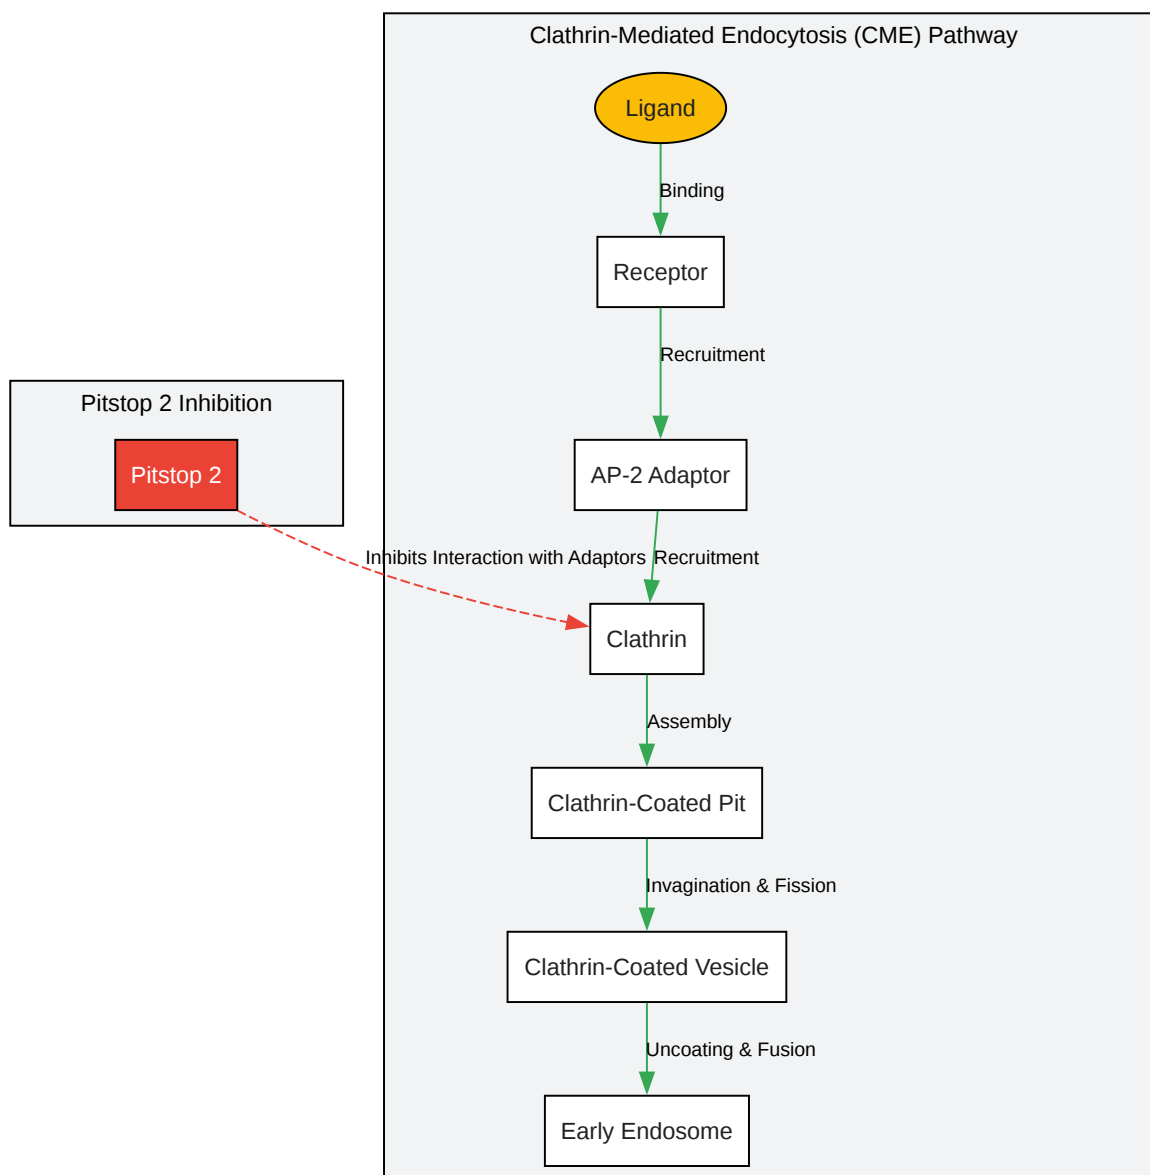 Clathrin-Mediated Endocytosis (CME) Pathway
Ligand
Binding
Receptor
Recruitment
Pitstop 2 Inhibition
Pitstop 2
AP-2 Adaptor
Inhibits Interaction with Adaptors
Recruitment
Clathrin
Assembly
Clathrin-Coated Pit
Invagination & Fission
Clathrin-Coated Vesicle
Uncoating & Fusion
Early Endosome